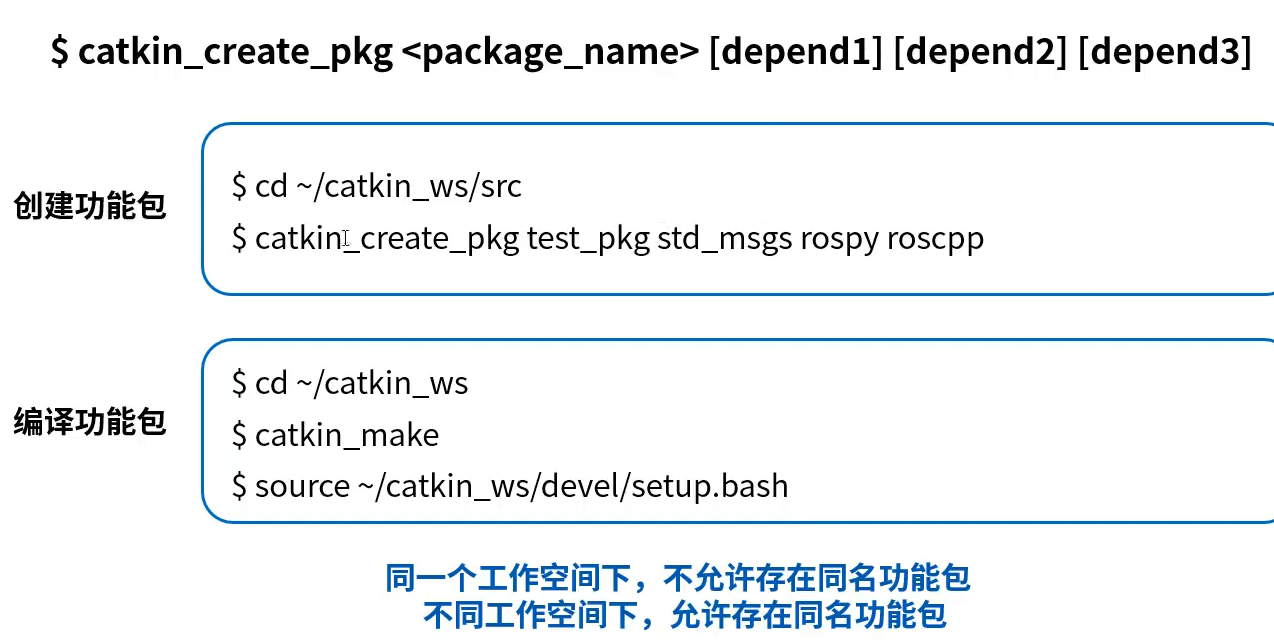 $ catkin_create_pkg <package_name> [depend1] [depend2] [depend3]
创建功能包
$ cd ~/catkin_ws/src
$ catkin_create_pkg test_pkg std_msgs rospy roscpp
编译功能包
$ cd ~/catkin_ws
$ catkin_make
$ source ~/catkin_ws/devel/setup.bash
同一个工作空间下，不允许存在同名功能包
不同工作空间下，允许存在同名功能包